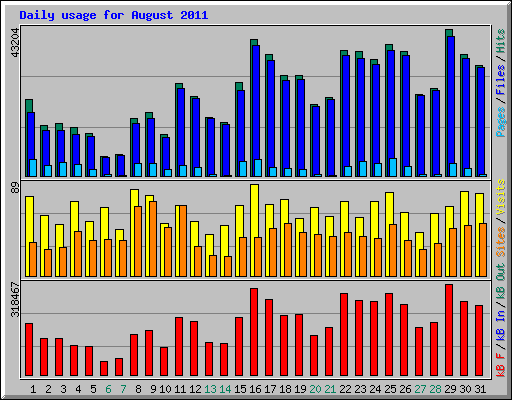 Daily usage for August 2011
43204
Pages / Files / Hits
89
Sites / Visits
318467
kB F / kB In / kB Out
1 2 3 4 5 6 7 8 9 10 11 12 13 14 15 16 17 18 19 20 21 22 23 24 25 26 27 28 29 30 31